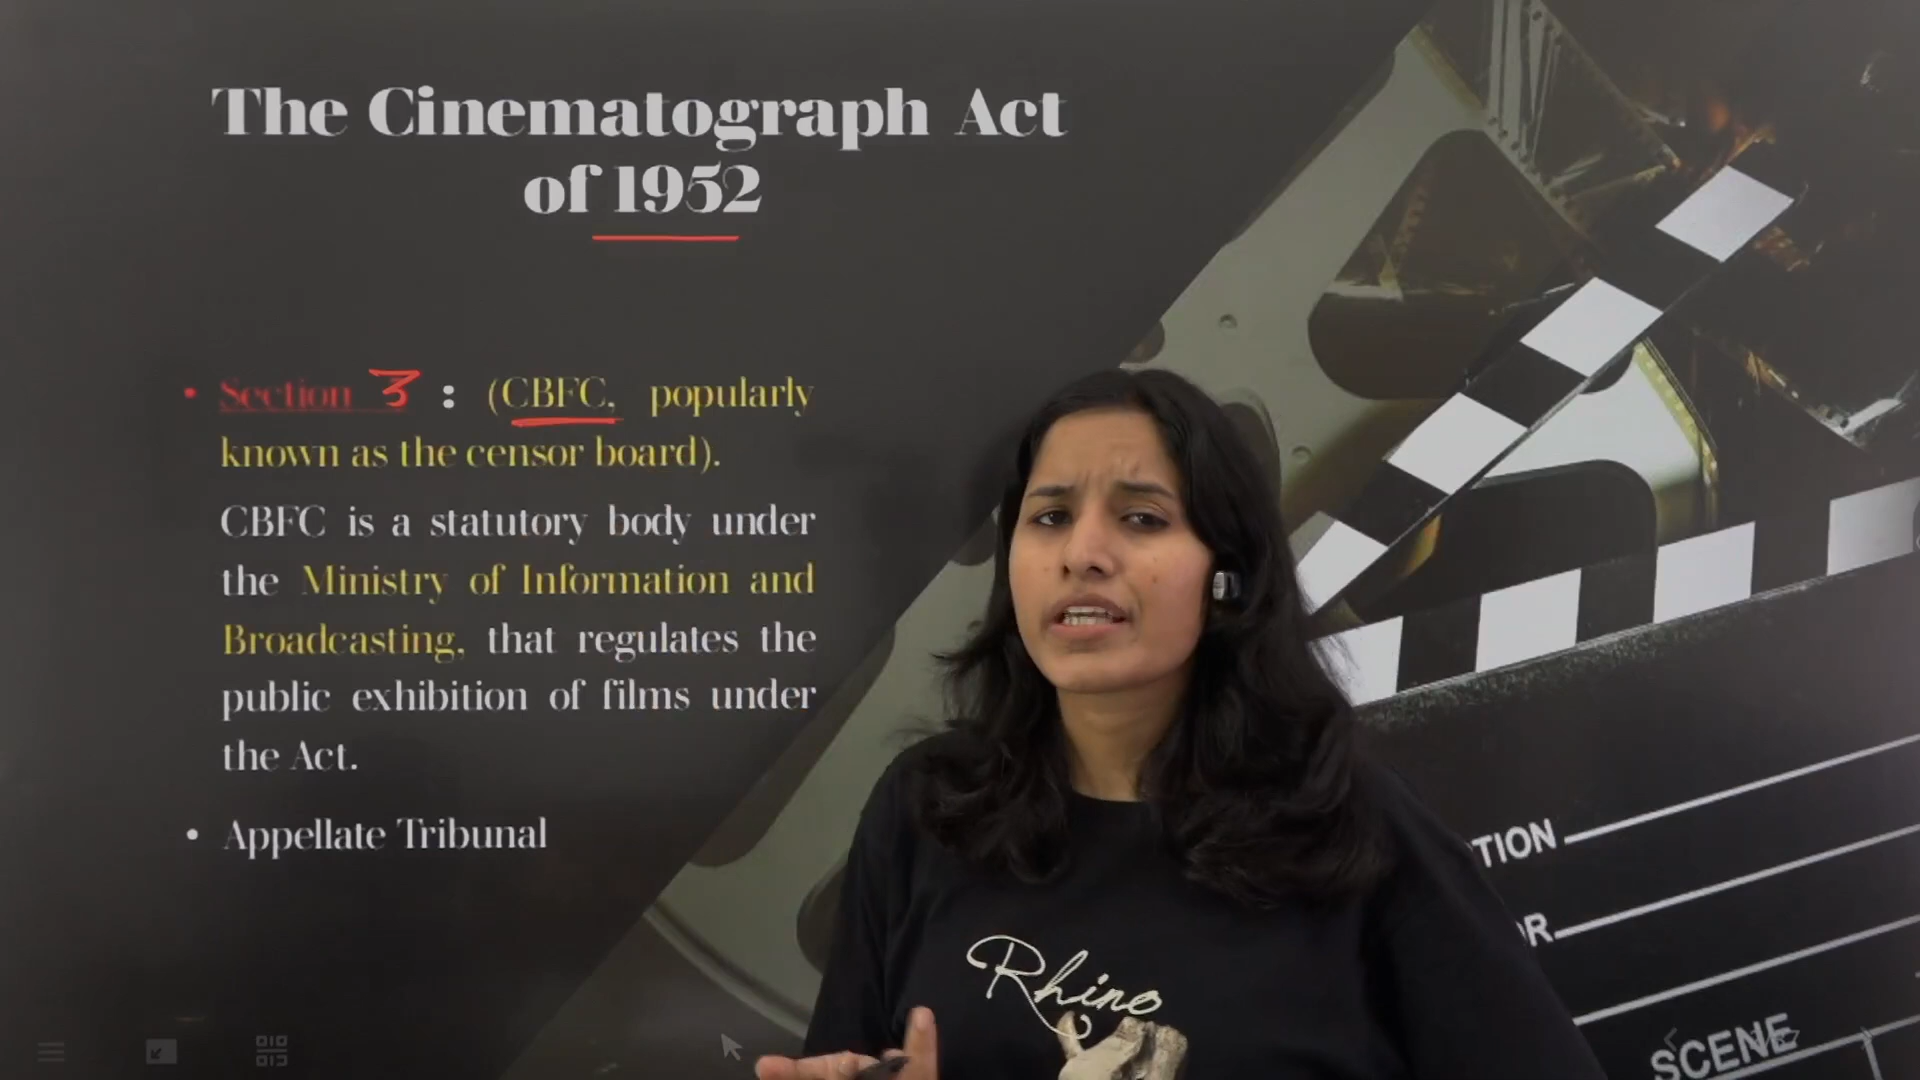 The Cinematograph Act
of 1952
• Section 3 : (CBFC, popularly
known as the censor board).
CBFC is a statutory body under
the Ministry of Information and
Broadcasting, that regulates the
public exhibition of films under
the Act.
• Appellate Tribunal
TION
R
SCENE
Rhino